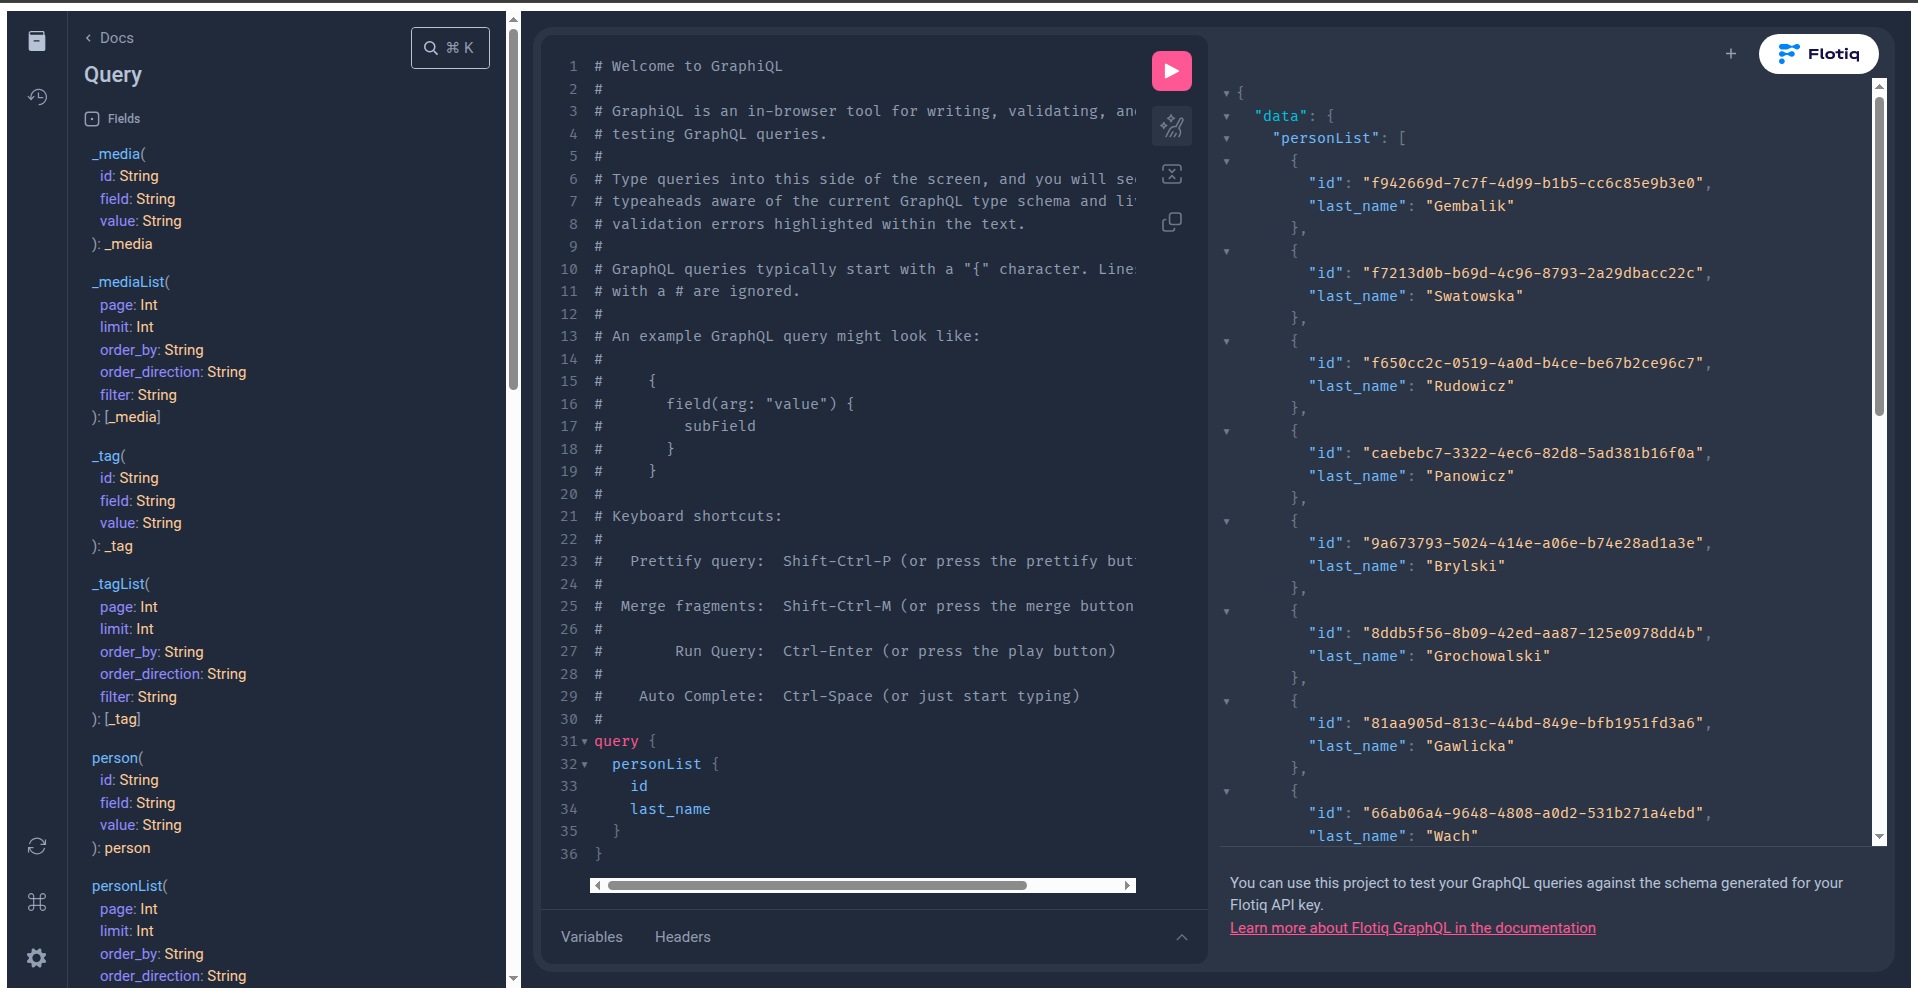 Docs
⌘ K
Query
Fields
_media(
id: String
field: String
value: String
): _media
_mediaList(
page: Int
limit: Int
order_by: String
order_direction: String
filter: String
): [_media]
_tag(
id: String
field: String
value: String
): _tag
_tagList(
page: Int
limit: Int
order_by: String
order_direction: String
filter: String
): [_tag]
person(
id: String
field: String
value: String
): person
personList(
page: Int
limit: Int
order_by: String
order_direction: String
1 # Welcome to GraphiQL
2 #
3 # GraphiQL is an in-browser tool for writing, validating, and
4 # testing GraphQL queries.
5 #
6 # Type queries into this side of the screen, and you will see
7 # typeaheads aware of the current GraphQL type schema and li
8 # validation errors highlighted within the text.
9 #
10 # GraphQL queries typically start with a "{" character. Line
11 # with a # are ignored.
12 #
13 # An example GraphQL query might look like:
14 #
15 #     {
16 #       field(arg: "value") {
17 #         subField
18 #       }
19 #     }
20 #
21 # Keyboard shortcuts:
22 #
23 #   Prettify query:  Shift-Ctrl-P (or press the prettify but
24 #
25 #  Merge fragments:  Shift-Ctrl-M (or press the merge button
26 #
27 #        Run Query:  Ctrl-Enter (or press the play button)
28 #
29 #    Auto Complete:  Ctrl-Space (or just start typing)
30 #
31 query {
32   personList {
33     id
34     last_name
35   }
36 }
Variables Headers
+ Flotiq
{
"data": {
"personList": [
{
"id": "f942669d-7c7f-4d99-b1b5-cc6c85e9b3e0",
"last_name": "Gembalik"
},
{
"id": "f7213d0b-b69d-4c96-8793-2a29dbacc22c",
"last_name": "Swatowska"
},
{
"id": "f650cc2c-0519-4a0d-b4ce-be67b2ce96c7",
"last_name": "Rudowicz"
},
{
"id": "caebebc7-3322-4ec6-82d8-5ad381b16f0a",
"last_name": "Panowicz"
},
{
"id": "9a673793-5024-414e-a06e-b74e28ad1a3e",
"last_name": "Brylski"
},
{
"id": "8ddb5f56-8b09-42ed-aa87-125e0978dd4b",
"last_name": "Grochowalski"
},
{
"id": "81aa905d-813c-44bd-849e-bfb1951fd3a6",
"last_name": "Gawlicka"
},
{
"id": "66ab06a4-9648-4808-a0d2-531b271a4ebd",
"last_name": "Wach"
You can use this project to test your GraphQL queries against the schema generated for your
Flotiq API key.
Learn more about Flotiq GraphQL in the documentation